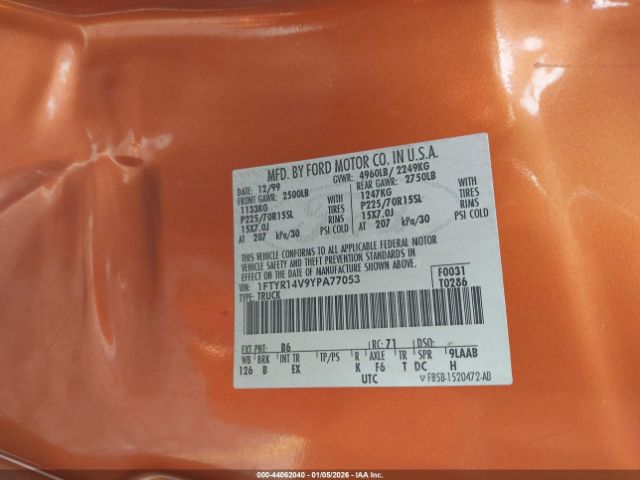 MFD. BY FORD MOTOR CO. IN U.S.A.
DATE: 12/99 GVWR: 4960LB/ 2249KG
FRONT GAWR: 2500LB REAR GAWR: 2750LB
1133KG WITH 1247KG WITH
P225/70R15SL TIRES P225/70R15SL TIRES
15X7.0J RIMS 15X7.0J RIMS
AT 207 kPa/30 PSI COLD AT 207 kPa/30 PSI COLD
THIS VEHICLE CONFORMS TO ALL APPLICABLE FEDERAL MOTOR
VEHICLE SAFETY AND THEFT PREVENTION STANDARDS IN EFFECT
ON THE DATE OF MANUFACTURE SHOWN ABOVE.
VIN: 1FTYR14V9YPA77053 F0031
TYPE: TRUCK T0286
EXT PNT: B6 RC: 71 DSO:
WB BRK INT TR TP/PS R AXLE TR SPR 9LAAB
126 B EX K F6 T DC H
UTC ▽ F85B-1520472-AB
000-44062040 - 01/05/2026 - IAA Inc.